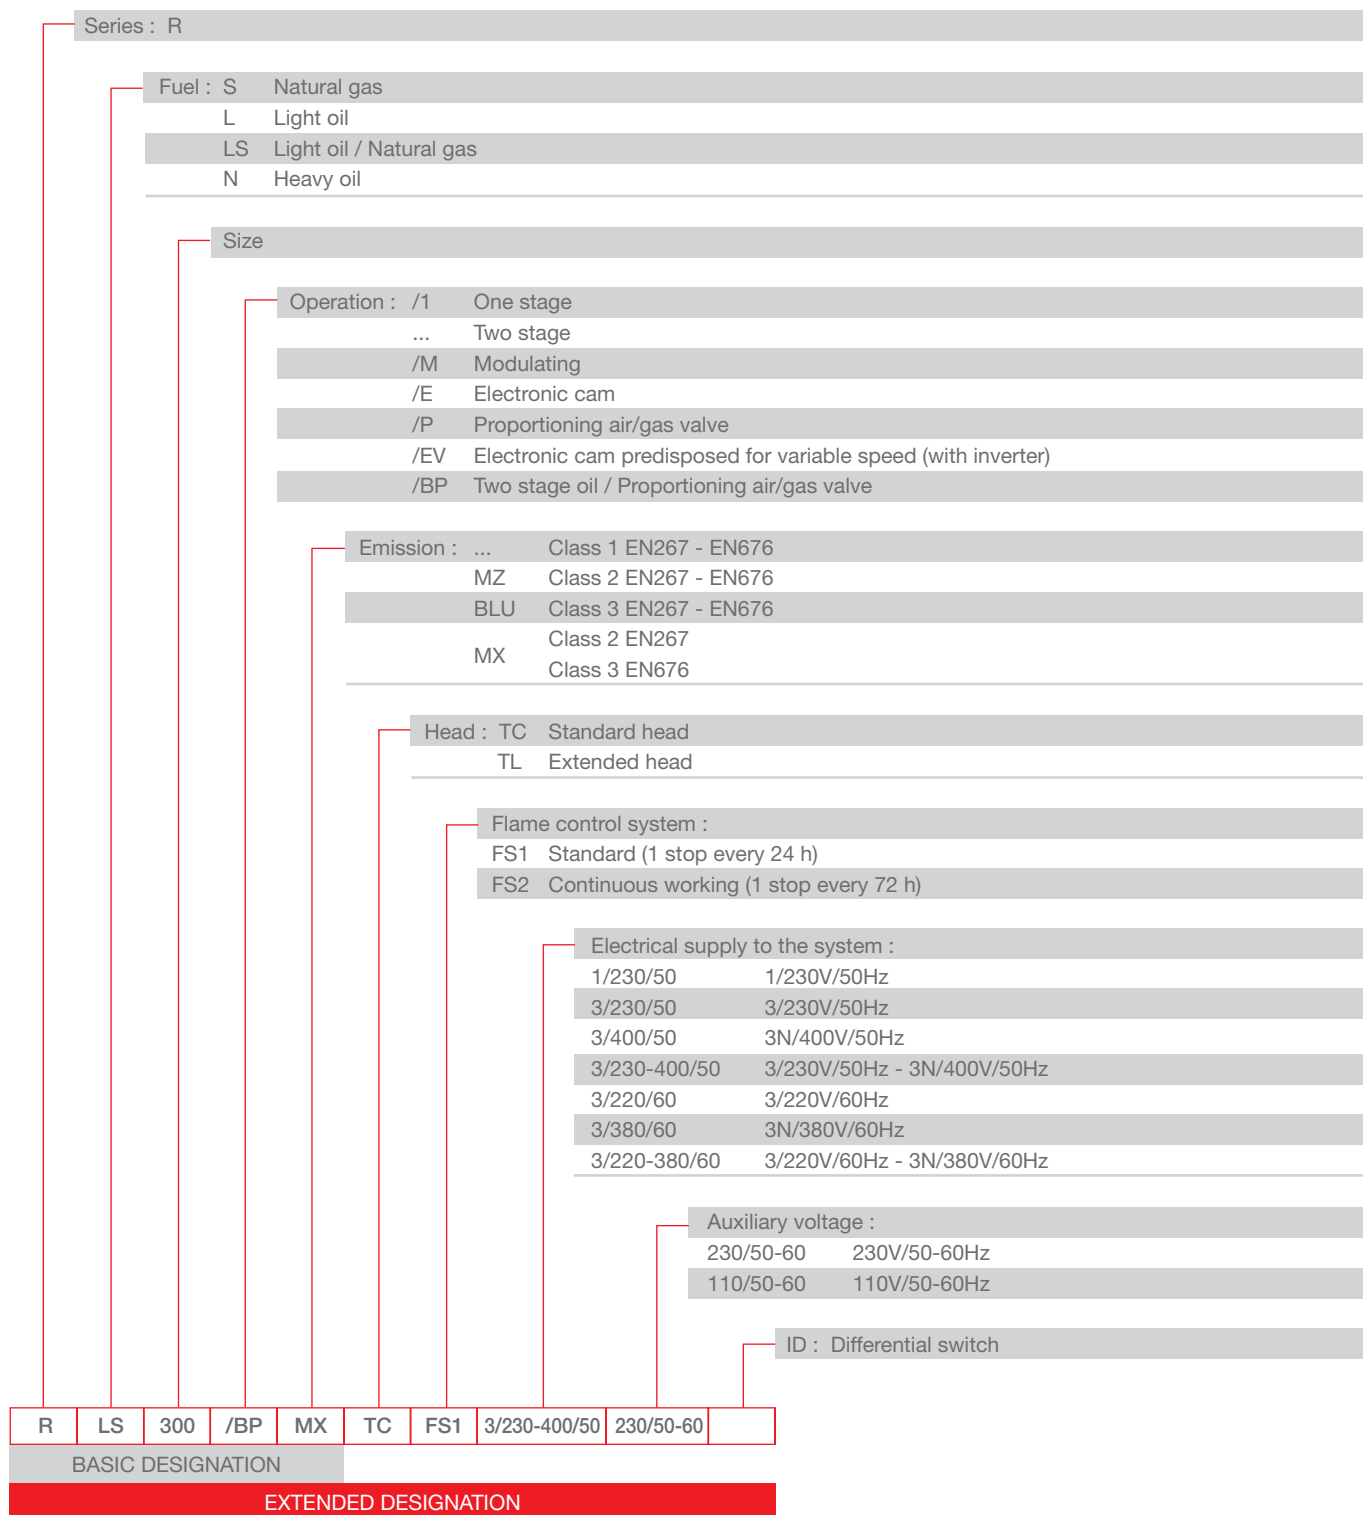 Series : R
Fuel : S Natural gas
L Light oil
LS Light oil / Natural gas
N Heavy oil
Size
Operation : /1 One stage
... Two stage
/M Modulating
/E Electronic cam
/P Proportioning air/gas valve
/EV Electronic cam predisposed for variable speed (with inverter)
/BP Two stage oil / Proportioning air/gas valve
Emission : ... Class 1 EN267 - EN676
MZ Class 2 EN267 - EN676
BLU Class 3 EN267 - EN676
MX Class 2 EN267
Class 3 EN676
Head : TC Standard head
TL Extended head
Flame control system :
FS1 Standard (1 stop every 24 h)
FS2 Continuous working (1 stop every 72 h)
Electrical supply to the system :
1/230/50 1/230V/50Hz
3/230/50 3/230V/50Hz
3/400/50 3N/400V/50Hz
3/230-400/50 3/230V/50Hz - 3N/400V/50Hz
3/220/60 3/220V/60Hz
3/380/60 3N/380V/60Hz
3/220-380/60 3/220V/60Hz - 3N/380V/60Hz
Auxiliary voltage :
230/50-60 230V/50-60Hz
110/50-60 110V/50-60Hz
ID : Differential switch
R LS 300 /BP MX TC FS1 3/230-400/50 230/50-60
BASIC DESIGNATION
EXTENDED DESIGNATION